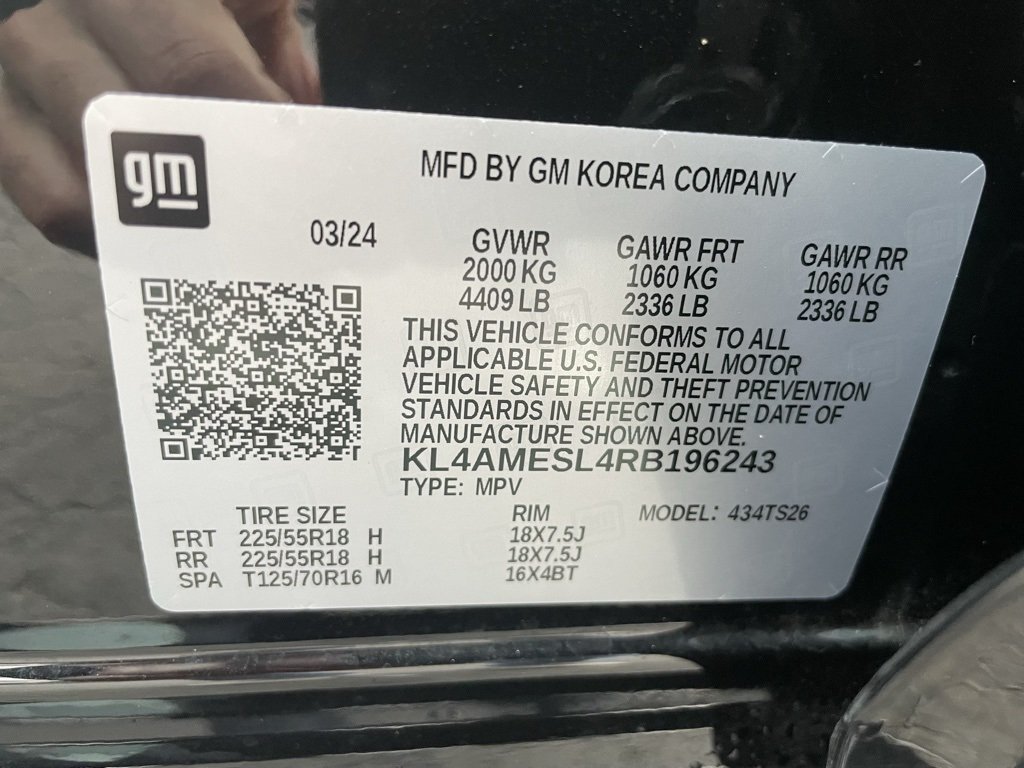 gm
MFD BY GM KOREA COMPANY
03/24
GVWR GAWR FRT GAWR RR
2000 KG 1060 KG 1060 KG
4409 LB 2336 LB 2336 LB
THIS VEHICLE CONFORMS TO ALL
APPLICABLE U.S. FEDERAL MOTOR
VEHICLE SAFETY AND THEFT PREVENTION
STANDARDS IN EFFECT ON THE DATE OF
MANUFACTURE SHOWN ABOVE.
KL4AMESL4RB196243
TYPE: MPV
TIRE SIZE RIM MODEL: 434TS26
FRT 225/55R18 H 18X7.5J
RR 225/55R18 H 18X7.5J
SPA T125/70R16 M 16X4BT